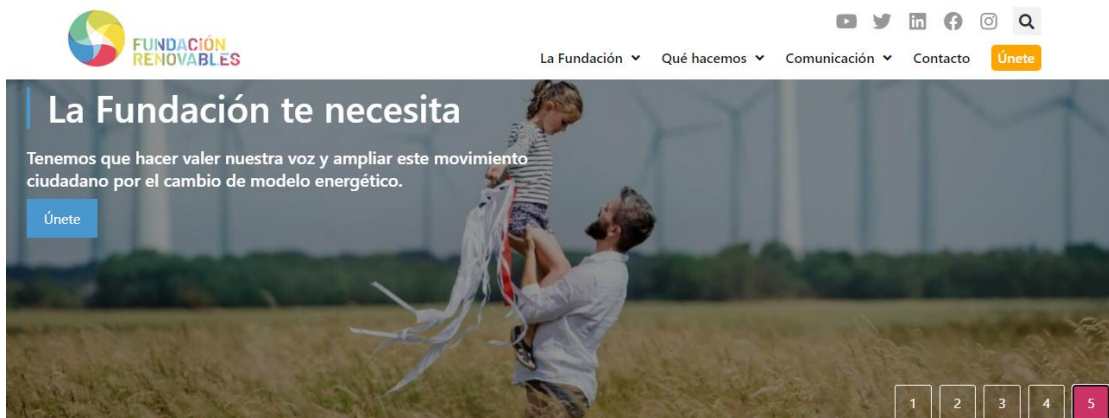 FUNDACIÓN
RENOVABLES
La Fundación Qué hacemos Comunicación Contacto Únete
La Fundación te necesita
Tenemos que hacer valer nuestra voz y ampliar este movimiento
ciudadano por el cambio de modelo energético.
Únete
1 2 3 4 5